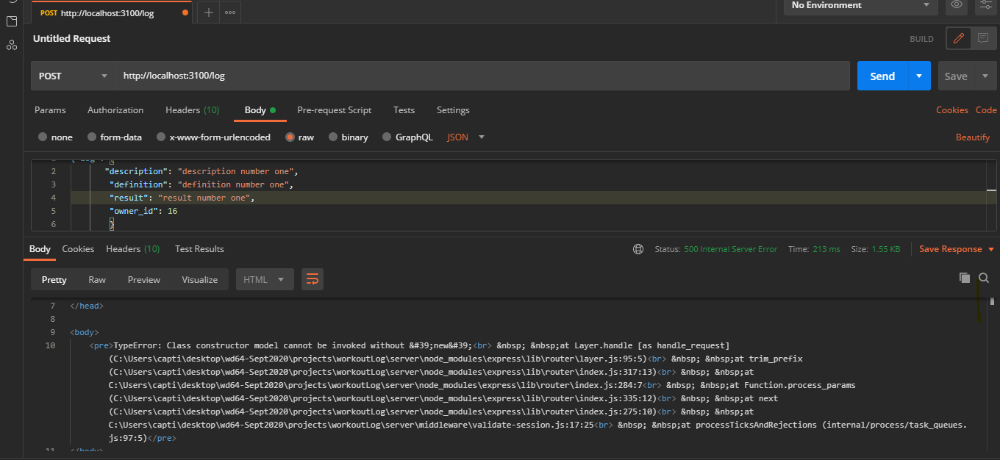 POST http://localhost:3100/log
No Environment
Untitled Request
BUILD
POST
http://localhost:3100/log
Send
Save
Params Authorization Headers (10) Body Pre-request Script Tests Settings
Cookies Code
none form-data x-www-form-urlencoded raw binary GraphQL JSON
Beautify
2 "description": "description number one",
3 "definition": "definition number one",
4 "result": "result number one",
5 "owner_id": 16
6 }
Body Cookies Headers (10) Test Results
Status: 500 Internal Server Error Time: 213 ms Size: 1.55 KB Save Response
Pretty Raw Preview Visualize HTML
7 </head>
8
9 <body>
10 <pre>TypeError: Class constructor model cannot be invoked without &#39;new&#39;<br> &nbsp; &nbsp;at Layer.handle [as handle_request]
(C:\Users\capti\desktop\wd64-Sept2020\projects\workoutLog\server\node_modules\express\lib\router\layer.js:95:5)<br> &nbsp; &nbsp;at trim_prefix
(C:\Users\capti\desktop\wd64-Sept2020\projects\workoutLog\server\node_modules\express\lib\router\index.js:317:13)<br> &nbsp; &nbsp;at
C:\Users\capti\desktop\wd64-Sept2020\projects\workoutLog\server\node_modules\express\lib\router\index.js:284:7<br> &nbsp; &nbsp;at Function.process_params
(C:\Users\capti\desktop\wd64-Sept2020\projects\workoutLog\server\node_modules\express\lib\router\index.js:335:12)<br> &nbsp; &nbsp;at next
(C:\Users\capti\desktop\wd64-Sept2020\projects\workoutLog\server\node_modules\express\lib\router\index.js:275:10)<br> &nbsp; &nbsp;at
C:\Users\capti\desktop\wd64-Sept2020\projects\workoutLog\server\middleware\validate-session.js:17:25<br> &nbsp; &nbsp;at processTicksAndRejections (internal/process/task_queues.
js:97:5)</pre>
11 </body>